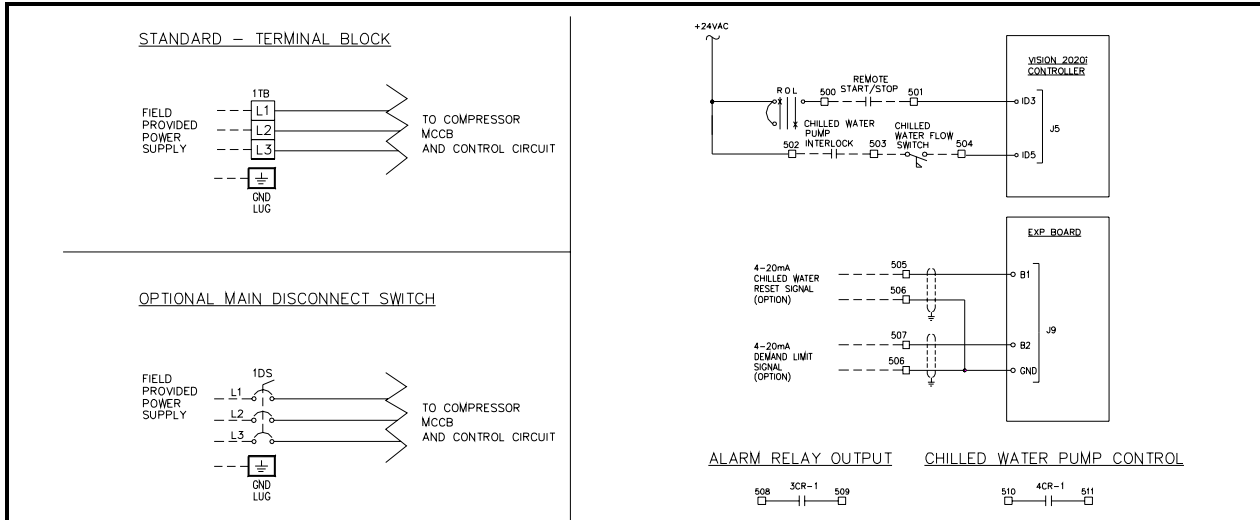 STANDARD – TERMINAL BLOCK
1TB
FIELD
PROVIDED
POWER
SUPPLY
L1
L2
L3
TO COMPRESSOR
MCCB
AND CONTROL CIRCUIT
GND
LUG
OPTIONAL MAIN DISCONNECT SWITCH
1DS
FIELD
PROVIDED
POWER
SUPPLY
L1
L2
L3
TO COMPRESSOR
MCCB
AND CONTROL CIRCUIT
GND
LUG
+24VAC
R O L
500
REMOTE
START/STOP
501
502
CHILLED WATER
PUMP
INTERLOCK
503
CHILLED
WATER FLOW
SWITCH
504
VISION 2020i
CONTROLLER
ID3
J5
ID5
EXP BOARD
4-20mA
CHILLED WATER
RESET SIGNAL
(OPTION)
505
506
B1
J9
4-20mA
DEMAND LIMIT
SIGNAL
(OPTION)
507
506
B2
GND
ALARM RELAY OUTPUT
508 3CR-1 509
CHILLED WATER PUMP CONTROL
510 4CR-1 511